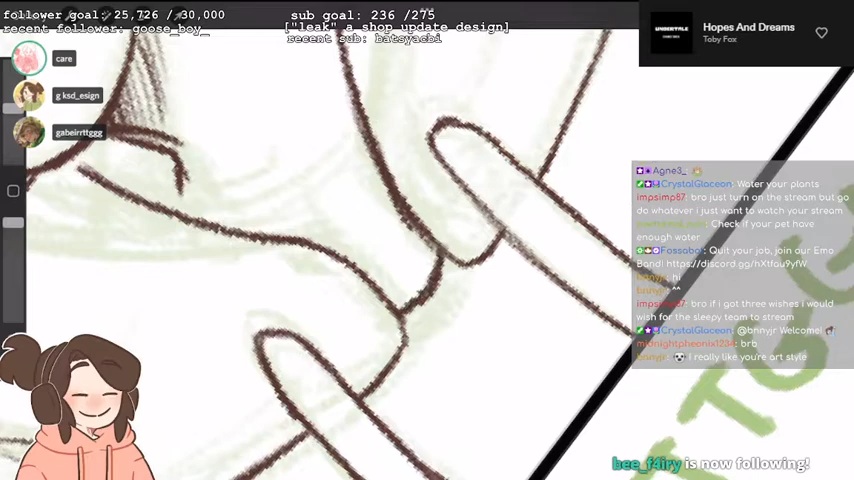 follower goal: 25,726 / 30,000
recent follower: goose_boy_
sub goal: 236 /275
["leak" a shop update design]
recent sub: batsyacbi
UNDERTALE
Hopes And Dreams
Toby Fox
care
g ksd_esign
gabeirrttggg
Agne3_
CrystalGlaceon: Water your plants
impsimp87: bro just turn on the stream but go
do whatever i just want to watch your stream
Check if your pet have
enough water
Fossabot: Quit your job, join our Emo
Band! https://discord.gg/hXtfau9yfW
bnnyjr: hi
bnnyjr: ^^
impsimp87: bro if i got three wishes i would
wish for the sleepy team to stream
CrystalGlaceon: @bnnyjr Welcome!
midnightpheonix1234: brb
bnnyjr: I really like you're art style
bee_f4iry is now following!